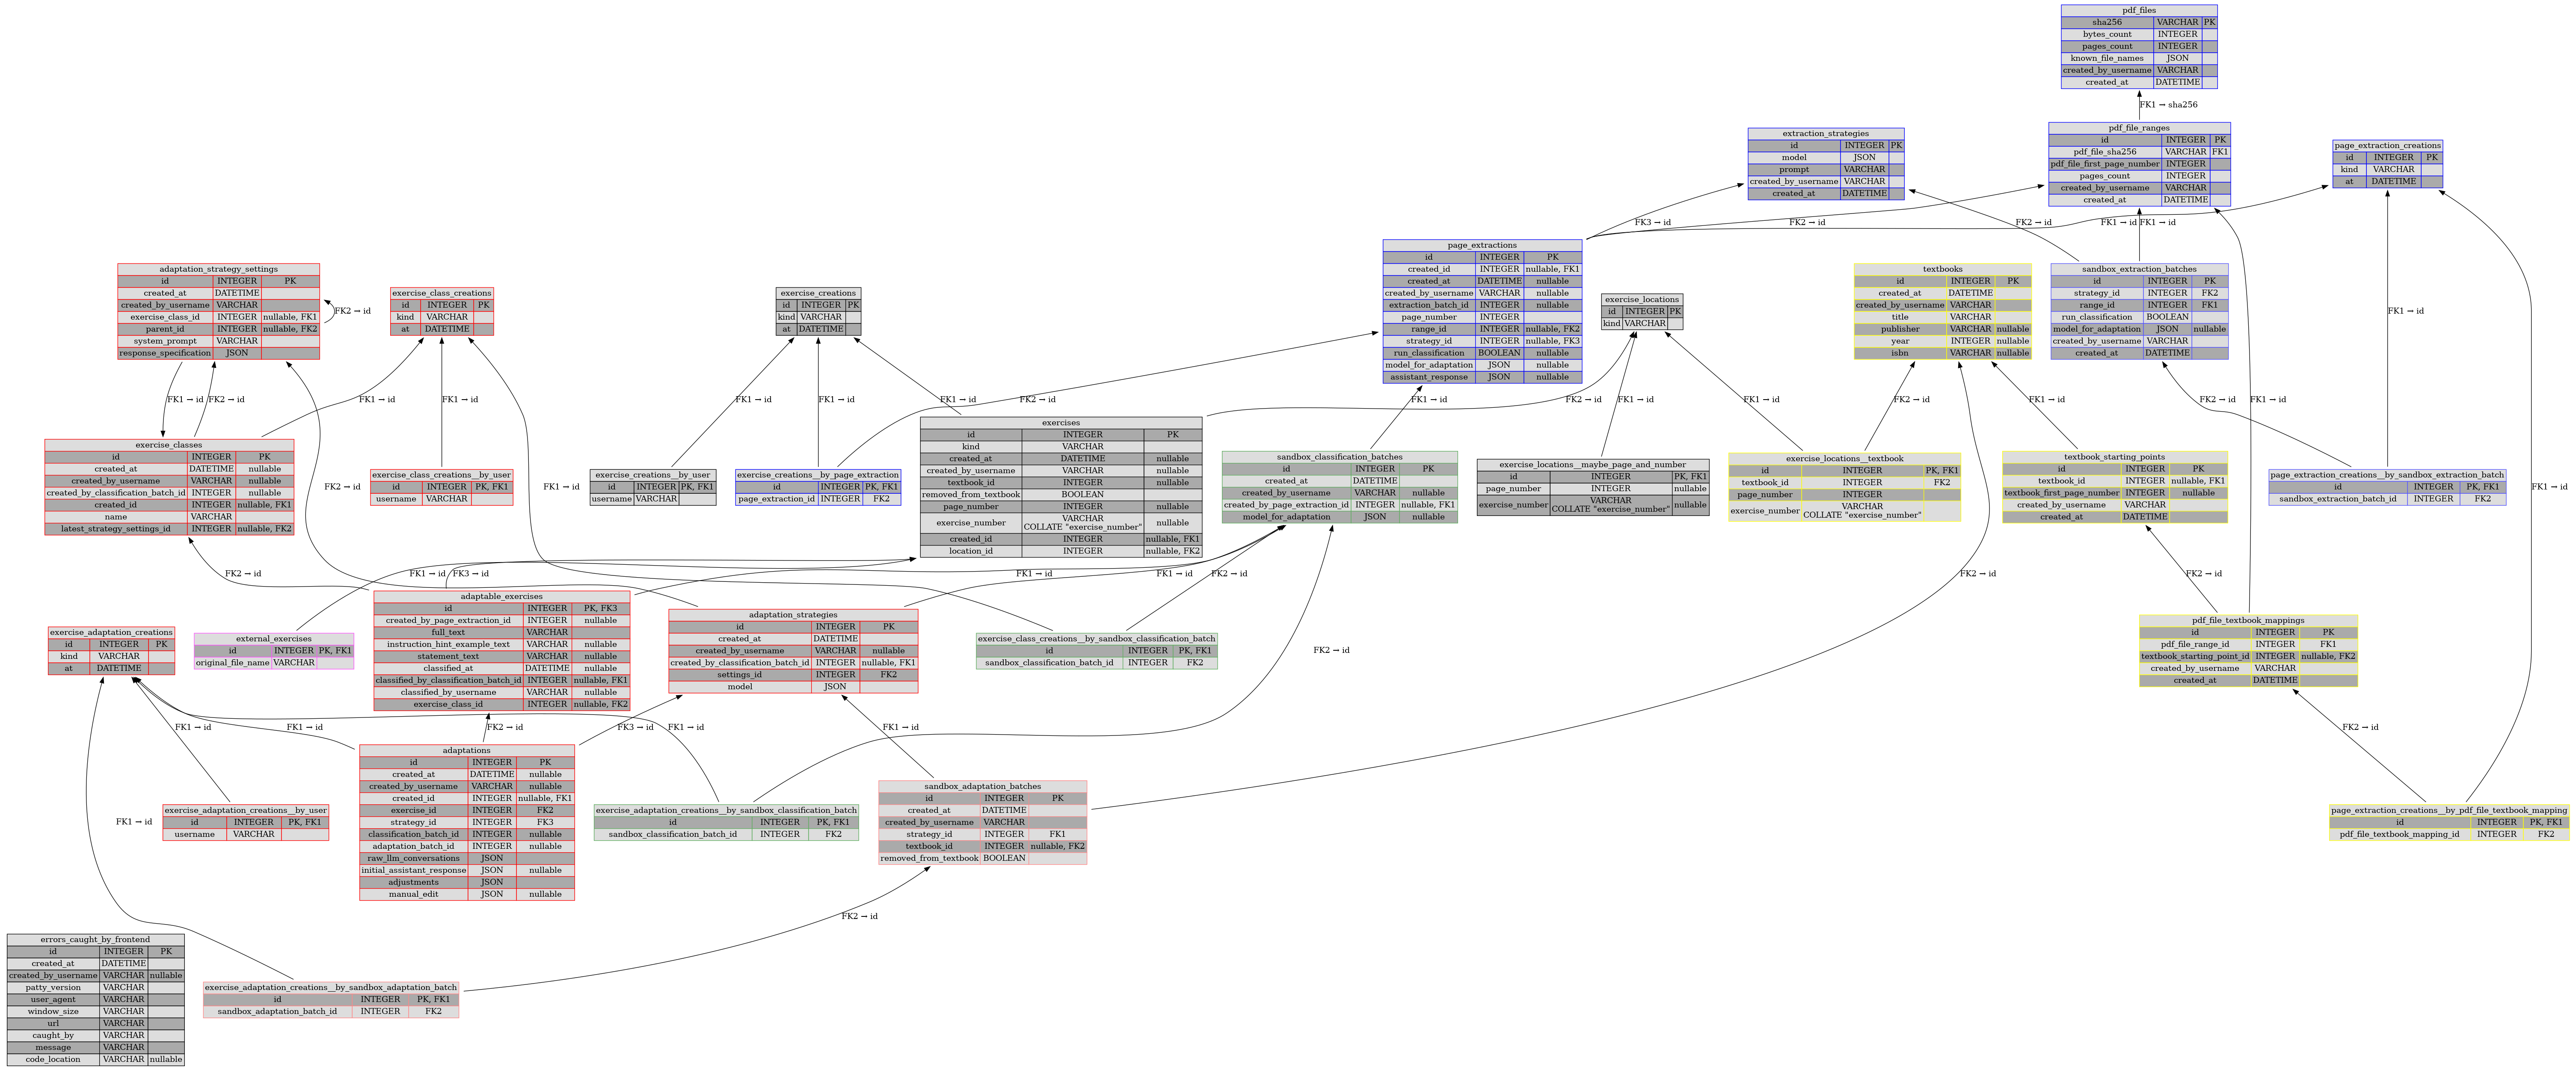 pdf_files
sha256 VARCHAR PK
bytes_count INTEGER
pages_count INTEGER
known_file_names JSON
created_by_username VARCHAR
created_at DATETIME
FK1 → sha256
extraction_strategies
id INTEGER PK
model JSON
prompt VARCHAR
created_by_username VARCHAR
created_at DATETIME
pdf_file_ranges
id INTEGER PK
pdf_file_sha256 VARCHAR FK1
pdf_file_first_page_number INTEGER
pages_count INTEGER
created_by_username VARCHAR
created_at DATETIME
page_extraction_creations
id INTEGER PK
kind VARCHAR
at DATETIME
FK3 → id
FK2 → id
FK1 → id
FK1 → id
FK2 → id
adaptation_strategy_settings
id INTEGER PK
created_at DATETIME
created_by_username VARCHAR
exercise_class_id INTEGER nullable, FK1
parent_id INTEGER nullable, FK2
system_prompt VARCHAR
response_specification JSON
FK2 → id
exercise_class_creations
id INTEGER PK
kind VARCHAR
at DATETIME
exercise_creations
id INTEGER PK
kind VARCHAR
at DATETIME
page_extractions
id INTEGER PK
created_id INTEGER nullable, FK1
created_at DATETIME nullable
created_by_username VARCHAR nullable
extraction_batch_id INTEGER nullable
page_number INTEGER
range_id INTEGER nullable, FK2
strategy_id INTEGER nullable, FK3
run_classification BOOLEAN nullable
model_for_adaptation JSON nullable
assistant_response JSON nullable
exercise_locations
id INTEGER PK
kind VARCHAR
textbooks
id INTEGER PK
created_at DATETIME
created_by_username VARCHAR
title VARCHAR
publisher VARCHAR nullable
year INTEGER nullable
isbn VARCHAR nullable
sandbox_extraction_batches
id INTEGER PK
strategy_id INTEGER FK2
range_id INTEGER FK1
run_classification BOOLEAN
model_for_adaptation JSON nullable
created_by_username VARCHAR
created_at DATETIME
FK1 → id
FK1 → id
FK2 → id
FK1 → id
FK1 → id
FK1 → id
FK1 → id
FK1 → id
FK2 → id
FK1 → id
FK2 → id
FK1 → id
FK1 → id
FK2 → id
FK1 → id
FK2 → id
FK1 → id
exercise_classes
id INTEGER PK
created_at DATETIME nullable
created_by_username VARCHAR nullable
created_by_classification_batch_id INTEGER nullable
created_id INTEGER nullable, FK1
name VARCHAR
latest_strategy_settings_id INTEGER nullable, FK2
exercise_class_creations__by_user
id INTEGER PK, FK1
username VARCHAR
exercise_creations__by_user
id INTEGER PK, FK1
username VARCHAR
exercise_creations__by_page_extraction
id INTEGER PK, FK1
page_extraction_id INTEGER FK2
exercises
id INTEGER PK
kind VARCHAR
created_at DATETIME nullable
created_by_username VARCHAR nullable
textbook_id INTEGER nullable
removed_from_textbook BOOLEAN
page_number INTEGER nullable
exercise_number VARCHAR COLLATE "exercise_number" nullable
created_id INTEGER nullable, FK1
location_id INTEGER nullable, FK2
sandbox_classification_batches
id INTEGER PK
created_at DATETIME
created_by_username VARCHAR nullable
created_by_page_extraction_id INTEGER nullable, FK1
model_for_adaptation JSON nullable
exercise_locations__maybe_page_and_number
id INTEGER PK, FK1
page_number INTEGER nullable
exercise_number VARCHAR COLLATE "exercise_number" nullable
exercise_locations__textbook
id INTEGER PK, FK1
textbook_id INTEGER FK2
page_number INTEGER
exercise_number VARCHAR COLLATE "exercise_number"
textbook_starting_points
id INTEGER PK
textbook_id INTEGER nullable, FK1
textbook_first_page_number INTEGER nullable
created_by_username VARCHAR
created_at DATETIME
page_extraction_creations__by_sandbox_extraction_batch
id INTEGER PK, FK1
sandbox_extraction_batch_id INTEGER FK2
FK2 → id
FK1 → id
FK1 → id
FK2 → id
FK1 → id
FK3 → id
FK1 → id
FK1 → id
FK2 → id
FK2 → id
FK2 → id
exercise_adaptation_creations
id INTEGER PK
kind VARCHAR
at DATETIME
external_exercises
id INTEGER PK, FK1
original_file_name VARCHAR
adaptable_exercises
id INTEGER PK, FK3
created_by_page_extraction_id INTEGER nullable
full_text VARCHAR
instruction_hint_example_text VARCHAR nullable
statement_text VARCHAR nullable
classified_at DATETIME nullable
classified_by_classification_batch_id INTEGER nullable, FK1
classified_by_username VARCHAR nullable
exercise_class_id INTEGER nullable, FK2
adaptation_strategies
id INTEGER PK
created_at DATETIME
created_by_username VARCHAR nullable
created_by_classification_batch_id INTEGER nullable, FK1
settings_id INTEGER FK2
model JSON
exercise_class_creations__by_sandbox_classification_batch
id INTEGER PK, FK1
sandbox_classification_batch_id INTEGER FK2
FK2 → id
pdf_file_textbook_mappings
id INTEGER PK
pdf_file_range_id INTEGER FK1
textbook_starting_point_id INTEGER nullable, FK2
created_by_username VARCHAR
created_at DATETIME
FK1 → id
FK1 → id
FK2 → id
FK3 → id
FK1 → id
FK1 → id
FK2 → id
FK1 → id
exercise_adaptation_creations__by_user
id INTEGER PK, FK1
username VARCHAR
adaptations
id INTEGER PK
created_at DATETIME nullable
created_by_username VARCHAR nullable
created_id INTEGER nullable, FK1
exercise_id INTEGER FK2
strategy_id INTEGER FK3
classification_batch_id INTEGER nullable
adaptation_batch_id INTEGER nullable
raw_llm_conversations JSON
initial_assistant_response JSON nullable
adjustments JSON
manual_edit JSON nullable
exercise_adaptation_creations__by_sandbox_classification_batch
id INTEGER PK, FK1
sandbox_classification_batch_id INTEGER FK2
sandbox_adaptation_batches
id INTEGER PK
created_at DATETIME
created_by_username VARCHAR
strategy_id INTEGER FK1
textbook_id INTEGER nullable, FK2
removed_from_textbook BOOLEAN
page_extraction_creations__by_pdf_file_textbook_mapping
id INTEGER PK, FK1
pdf_file_textbook_mapping_id INTEGER FK2
FK2 → id
errors_caught_by_frontend
id INTEGER PK
created_at DATETIME
created_by_username VARCHAR nullable
patty_version VARCHAR
user_agent VARCHAR
window_size VARCHAR
url VARCHAR
caught_by VARCHAR
message VARCHAR
code_location VARCHAR nullable
exercise_adaptation_creations__by_sandbox_adaptation_batch
id INTEGER PK, FK1
sandbox_adaptation_batch_id INTEGER FK2